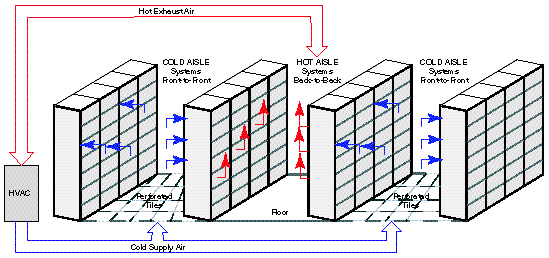 Hot Exhaust Air
COLD AISLE
Systems
Front-to-Front
HOT AISLE
Systems
Back-to-Back
COLD AISLE
Systems
Front-to-Front
HVAC
Perforated
Tiles
Floor
Perforated
Tiles
Cold Supply Air